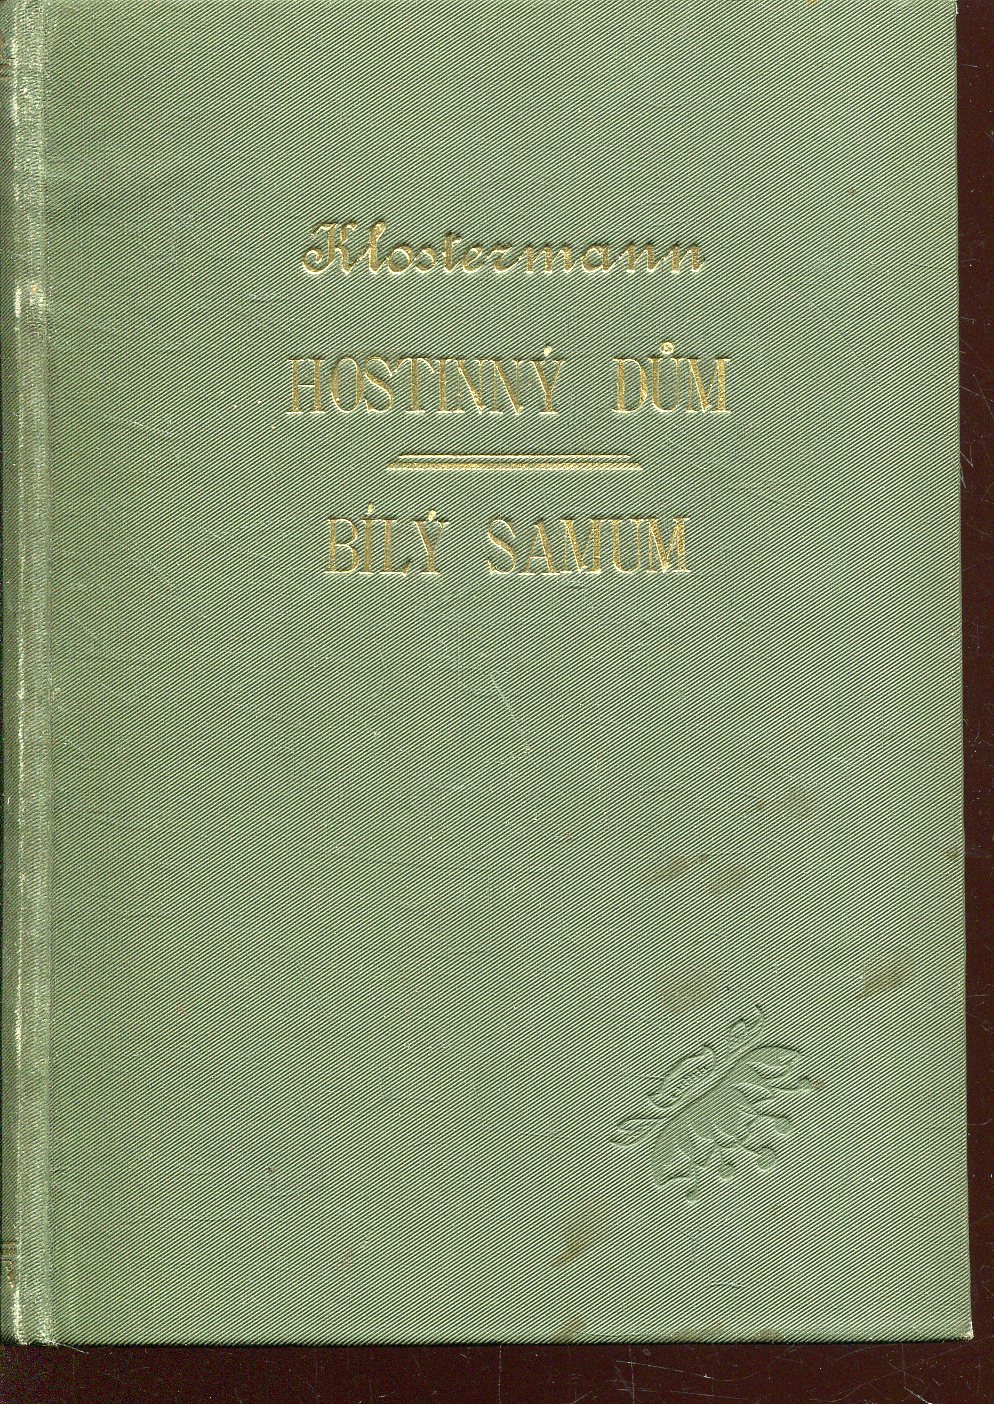 Klostermann
HOSTINNÝ DŮM
BÍLÝ SAMUM